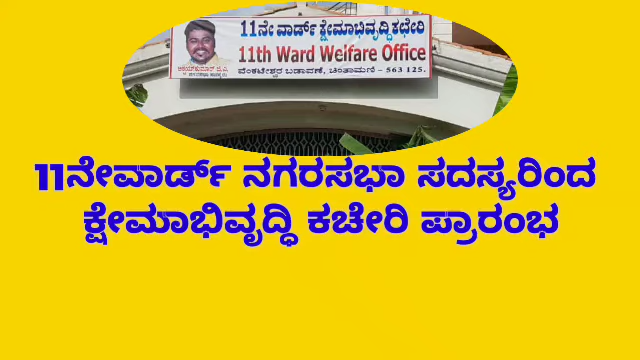 11ನೇ ವಾರ್ಡ್ ಕ್ಷೇಮಾಭಿವೃದ್ಧಿ ಕಛೇರಿ
11th Ward Welfare Office
ವೆಂಕಟೇಶ್ವರ ಬಡಾವಣೆ, ಚಿಂತಾಮಣಿ - 563 125.
11ನೇವಾರ್ಡ್ ನಗರಸಭಾ ಸದಸ್ಯರಿಂದ
ಕ್ಷೇಮಾಭಿವೃದ್ಧಿ ಕಚೇರಿ ಪ್ರಾರಂಭ